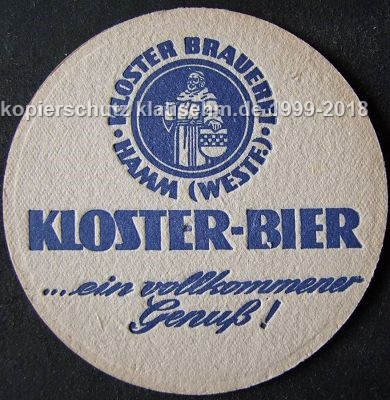 KLOSTER BRAUEREI
• HAMM (WESTF.) •
kopierschutz klausehm.de 1999-2018
KLOSTER-BIER
....ein vollkommener
Genuß!